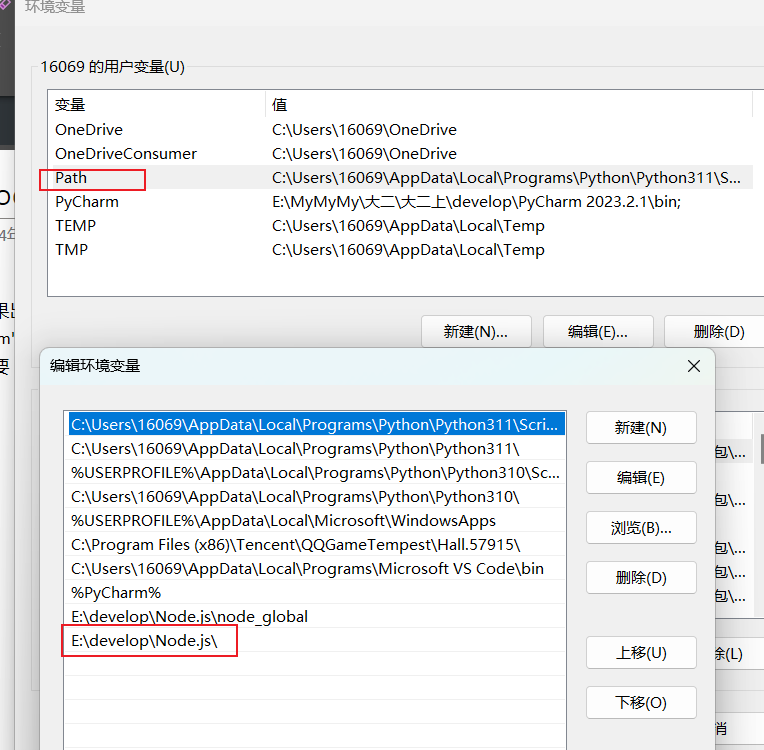 环境变量
16069 的用户变量(U)
变量 值
OneDrive C:\Users\16069\OneDrive
OneDriveConsumer C:\Users\16069\OneDrive
Path C:\Users\16069\AppData\Local\Programs\Python\Python311\S...
PyCharm E:\MyMyMy\大二\大二上\develop\PyCharm 2023.2.1\bin;
TEMP C:\Users\16069\AppData\Local\Temp
TMP C:\Users\16069\AppData\Local\Temp
新建(N)... 编辑(E)... 删除(D)
编辑环境变量
C:\Users\16069\AppData\Local\Programs\Python\Python311\Scri...
C:\Users\16069\AppData\Local\Programs\Python\Python311\
%USERPROFILE%\AppData\Local\Programs\Python\Python310\Sc...
C:\Users\16069\AppData\Local\Programs\Python\Python310\
%USERPROFILE%\AppData\Local\Microsoft\WindowsApps
C:\Program Files (x86)\Tencent\QQGameTempest\Hall.57915\
C:\Users\16069\AppData\Local\Programs\Microsoft VS Code\bin
%PyCharm%
E:\develop\Node.js\node_global
E:\develop\Node.js\
新建(N)
编辑(E)
浏览(B)...
删除(D)
上移(U)
下移(O)
包\...
包\...
包\...
包\...
包\...
除(L)
消